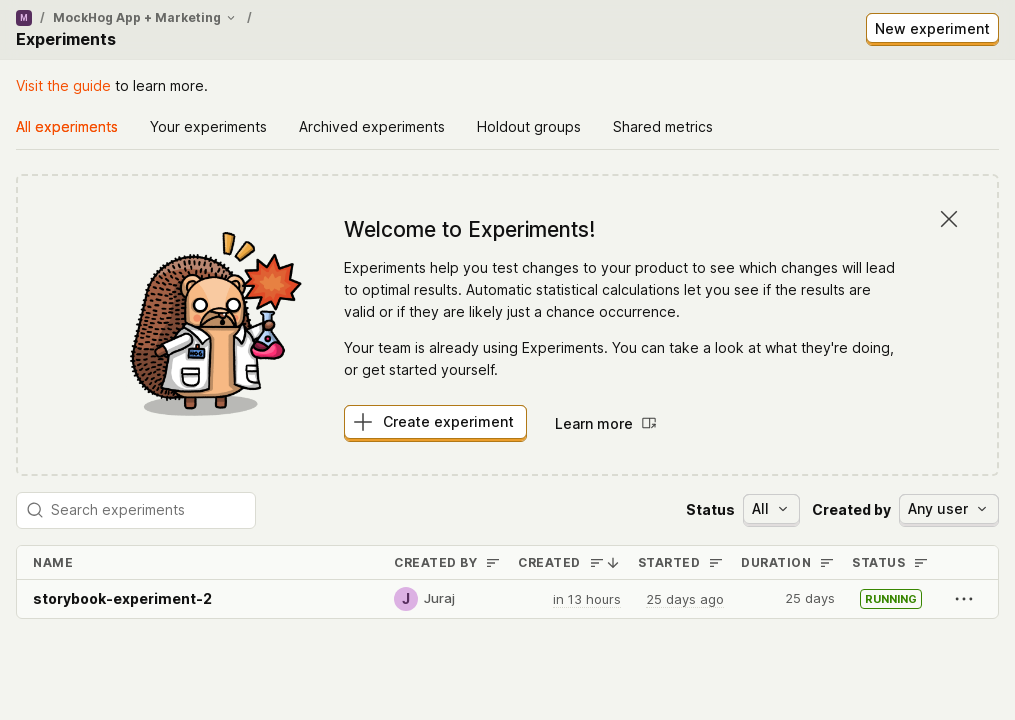 M / MockHog App + Marketing /
Experiments
New experiment
Visit the guide to learn more.
All experiments Your experiments Archived experiments Holdout groups Shared metrics
Welcome to Experiments!
Experiments help you test changes to your product to see which changes will lead
to optimal results. Automatic statistical calculations let you see if the results are
valid or if they are likely just a chance occurrence.
Your team is already using Experiments. You can take a look at what they're doing,
or get started yourself.
Create experiment Learn more
Search experiments Status All Created by Any user
NAME CREATED BY CREATED STARTED DURATION STATUS
storybook-experiment-2 J Juraj in 13 hours 25 days ago 25 days RUNNING